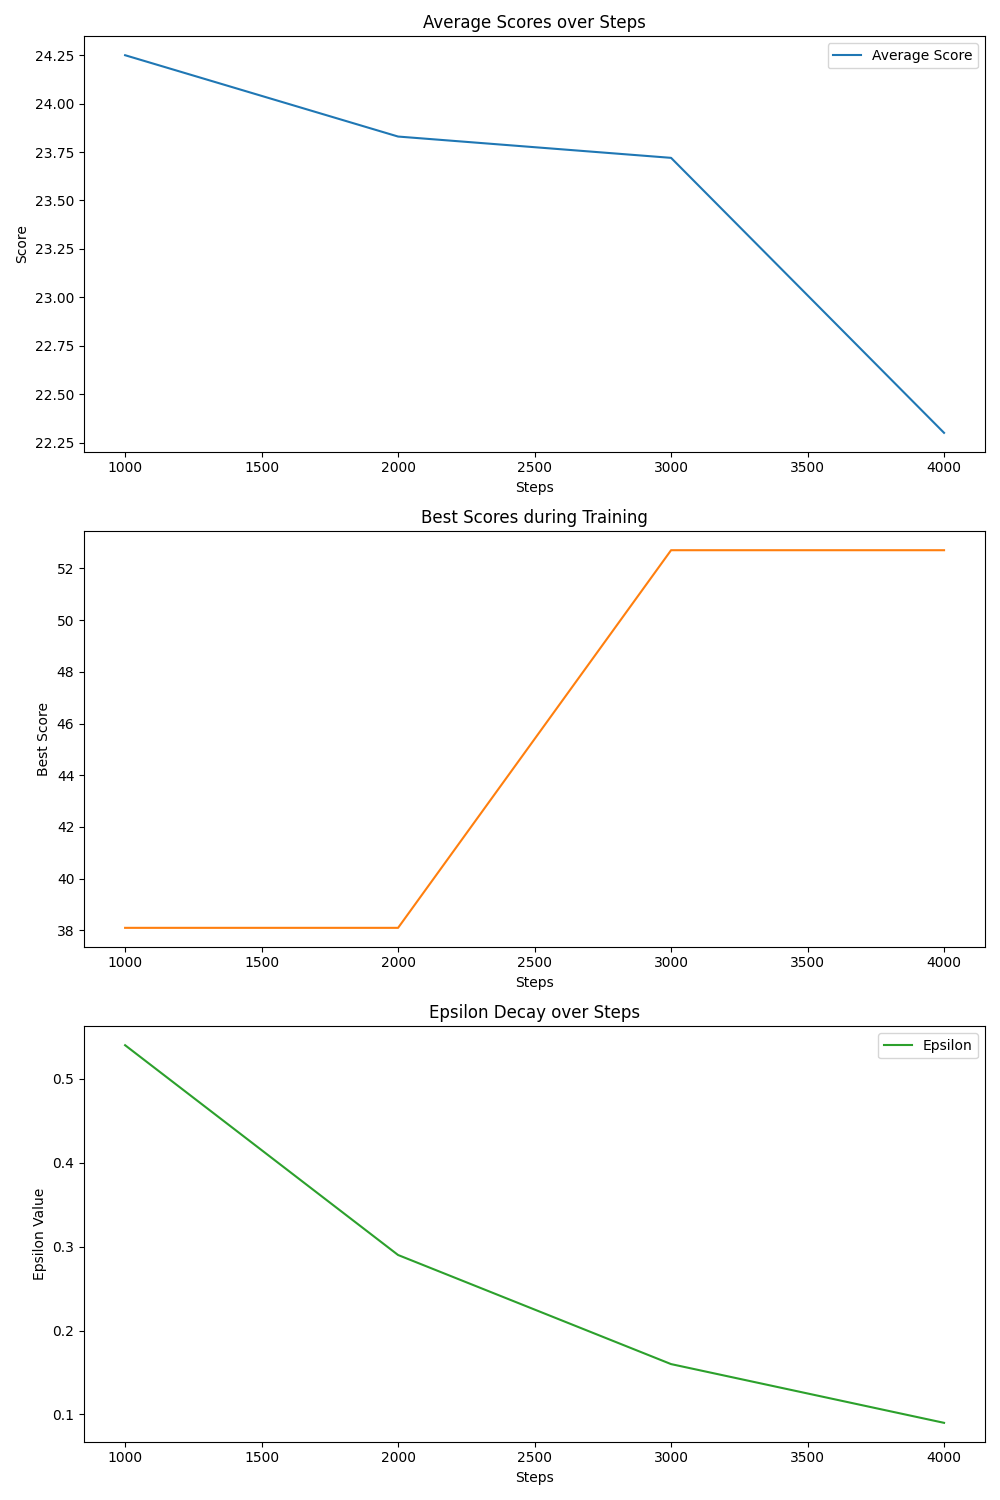 Average Scores over Steps
Average Score
24.25
24.00
23.75
23.50
23.25
23.00
22.75
22.50
22.25
Score
1000 1500 2000 2500 3000 3500 4000
Steps
Best Scores during Training
52
50
48
46
44
42
40
38
Best Score
1000 1500 2000 2500 3000 3500 4000
Steps
Epsilon Decay over Steps
Epsilon
0.5
0.4
0.3
0.2
0.1
Epsilon Value
1000 1500 2000 2500 3000 3500 4000
Steps